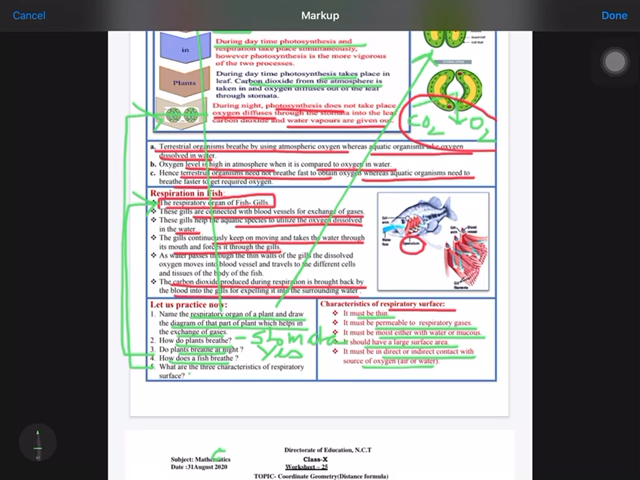 Cancel
Markup
Done
During day time photosynthesis and
in
respiration take place simultaneously,
however photosynthesis is the more vigorous
of the two processes.
Plants
During day time photosynthesis takes place in
leaf. Carbon dioxide from the atmosphere is
taken in and oxygen diffuses out of the leaf
through stomata.
During night, photosynthesis does not take place
oxygen diffuses through the stomata into the leaf
carbon dioxide and water vapours are given out.
CO2
O2
a. Terrestrial organisms breathe by using atmospheric oxygen whereas aquatic organisms take oxygen
dissolved in water.
b. Oxygen level is high in atmosphere when it is compared to oxygen in water.
c. Hence terrestrial organisms need not breathe fast to obtain oxygen whereas aquatic organisms need to
breathe faster to get required oxygen.
Respiration in Fish
The respiratory organ of Fish- Gills.
These gills are connected with blood vessels for exchange of gases.
These gills help the aquatic species to utilize the oxygen dissolved
in the water.
The gills continuously keep on moving and takes the water through
its mouth and forces it through the gills.
As water passes through the thin walls of the gills the dissolved
oxygen moves into blood vessel and travels to the different cells
and tissues of the body of the fish.
The carbon dioxide produced during respiration is brought back by
the blood into the gills for expelling it into the surrounding water.
Let us practice now:
1. Name the respiratory organ of a plant and draw
the diagram of that part of plant which helps in
the exchange of gases.
2. How do plants breathe?
- stomata
3. Do plants breathe at night ?
yes
4. How does a fish breathe ?
5. What are the three characteristics of respiratory
surface?
Characteristics of respiratory surface:
It must be thin.
It must be permeable to respiratory gases.
It must be moist either with water or mucous.
It should have a large surface area.
It must be in direct or indirect contact with
source of oxygen (air or water).
Directorate of Education, N.C.T
Subject: Mathematics
Class-X
Date :31August 2020
Worksheet – 25
TOPIC- Coordinate Geometry(Distance formula)